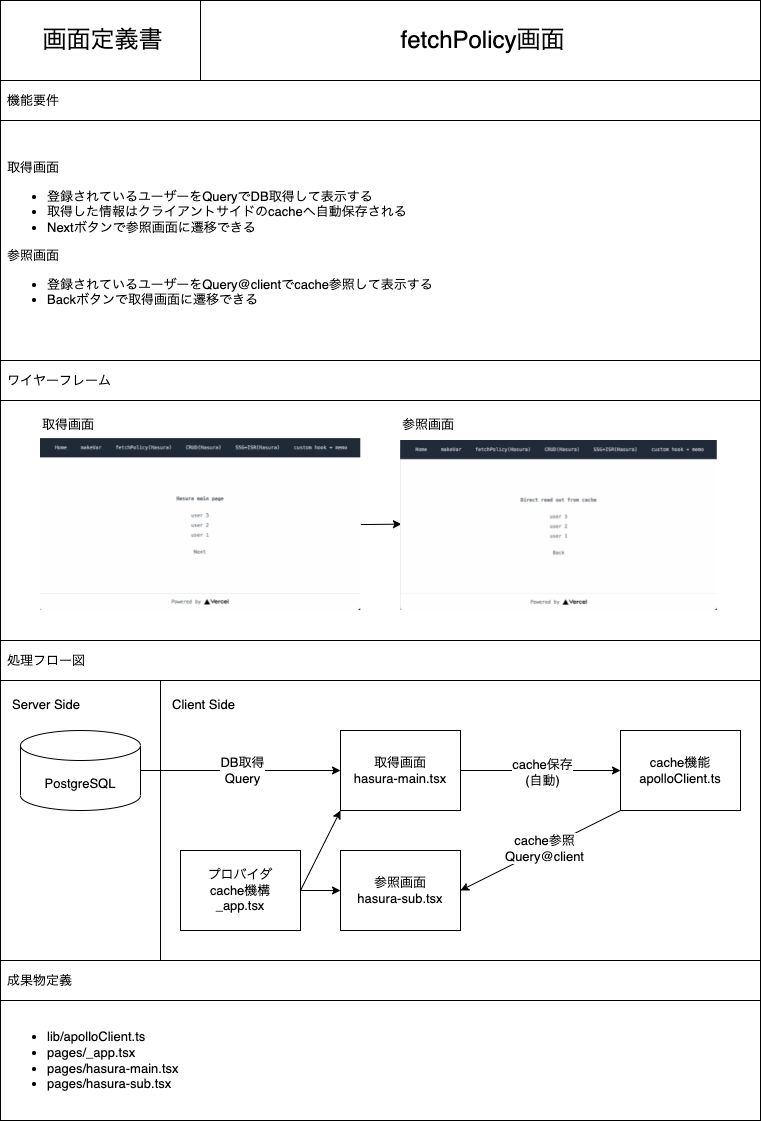 画面定義書
fetchPolicy画面
機能要件
取得画面
登録されているユーザーをQueryでDB取得して表示する
取得した情報はクライアントサイドのcacheへ自動保存される
Nextボタンで参照画面に遷移できる
参照画面
登録されているユーザーをQuery@clientでcache参照して表示する
Backボタンで取得画面に遷移できる
ワイヤーフレーム
取得画面
Home makeVar fetchPolicy(Hasura) CRUD(Hasura) SSG+ISR(Hasura) custom hook + memo
Hasura main page
user 3
user 2
user 1
Next
Powered by Vercel
参照画面
Home makeVar fetchPolicy(Hasura) CRUD(Hasura) SSG+ISR(Hasura) custom hook + memo
Direct read out from cache
user 3
user 2
user 1
Back
Powered by Vercel
処理フロー図
Server Side
Client Side
PostgreSQL
DB取得
Query
取得画面
hasura-main.tsx
cache保存
(自動)
cache機能
apolloClient.ts
cache参照
Query@client
プロバイダ
cache機構
_app.tsx
参照画面
hasura-sub.tsx
成果物定義
lib/apolloClient.ts
pages/_app.tsx
pages/hasura-main.tsx
pages/hasura-sub.tsx